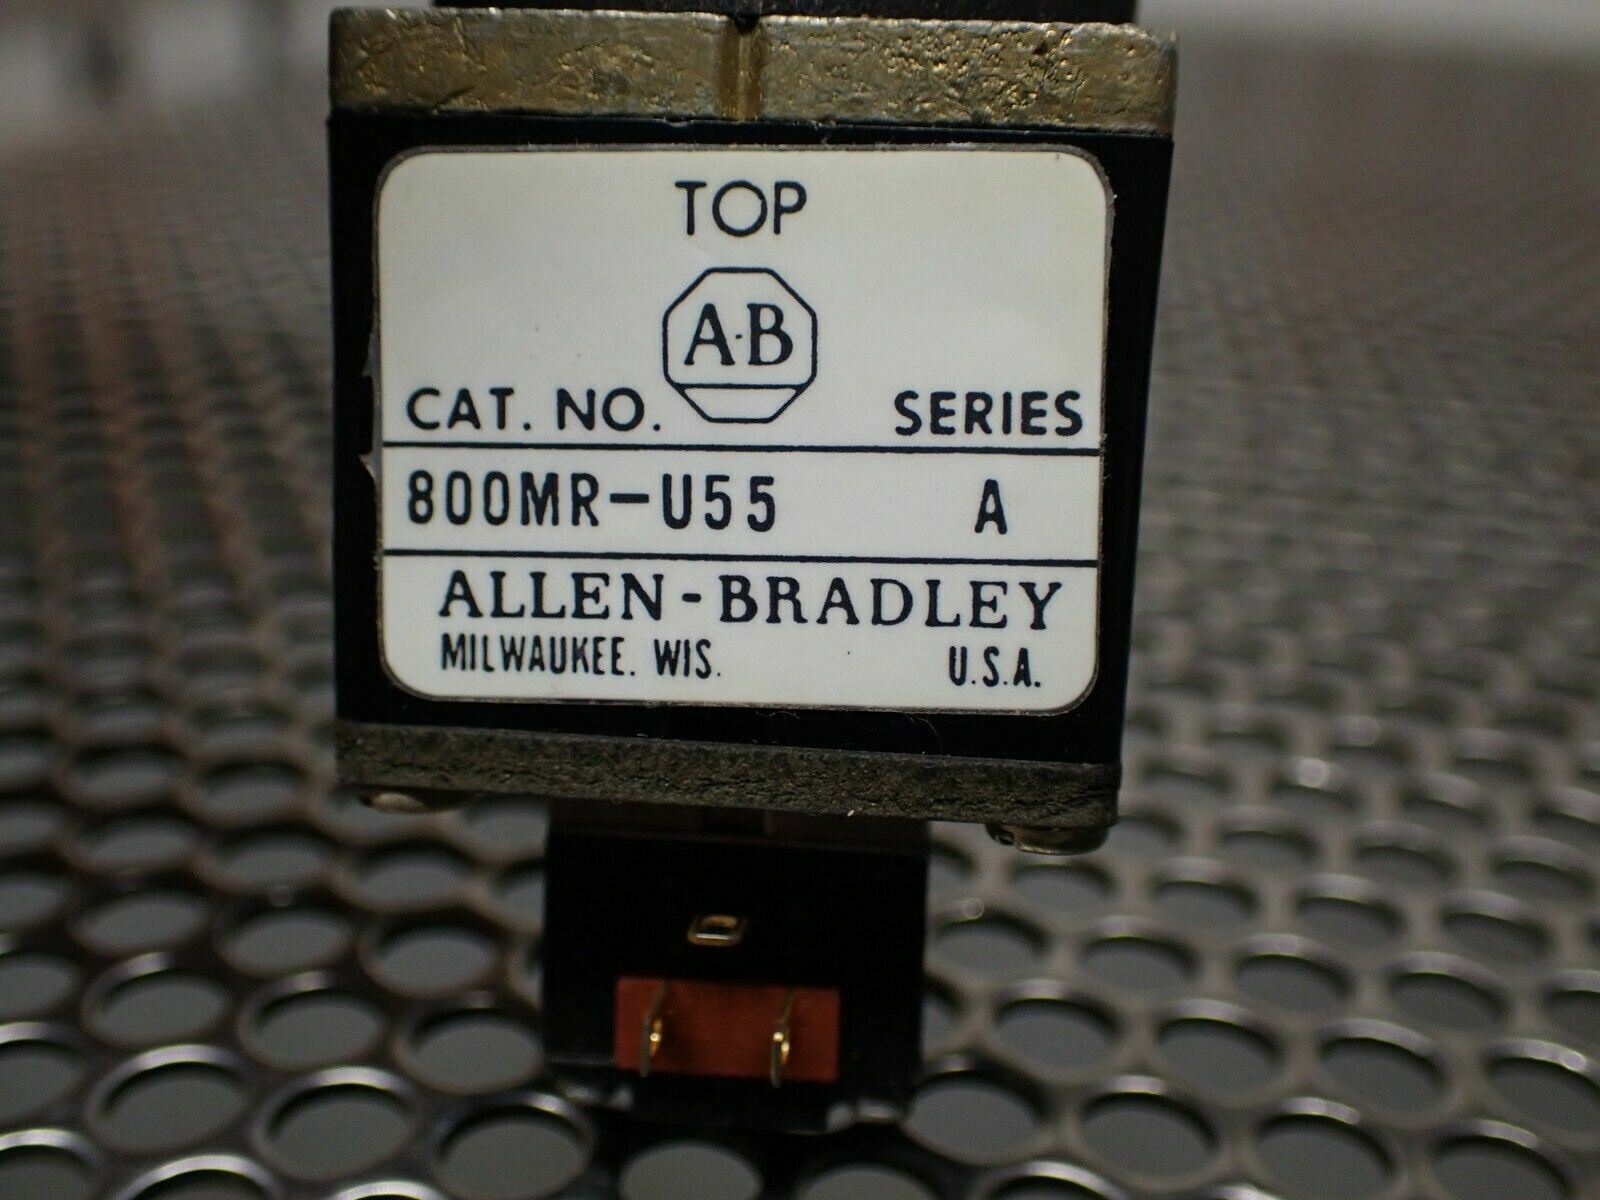 TOP
A·B
CAT. NO. SERIES
800MR-U55 A
ALLEN-BRADLEY
MILWAUKEE. WIS. U.S.A.